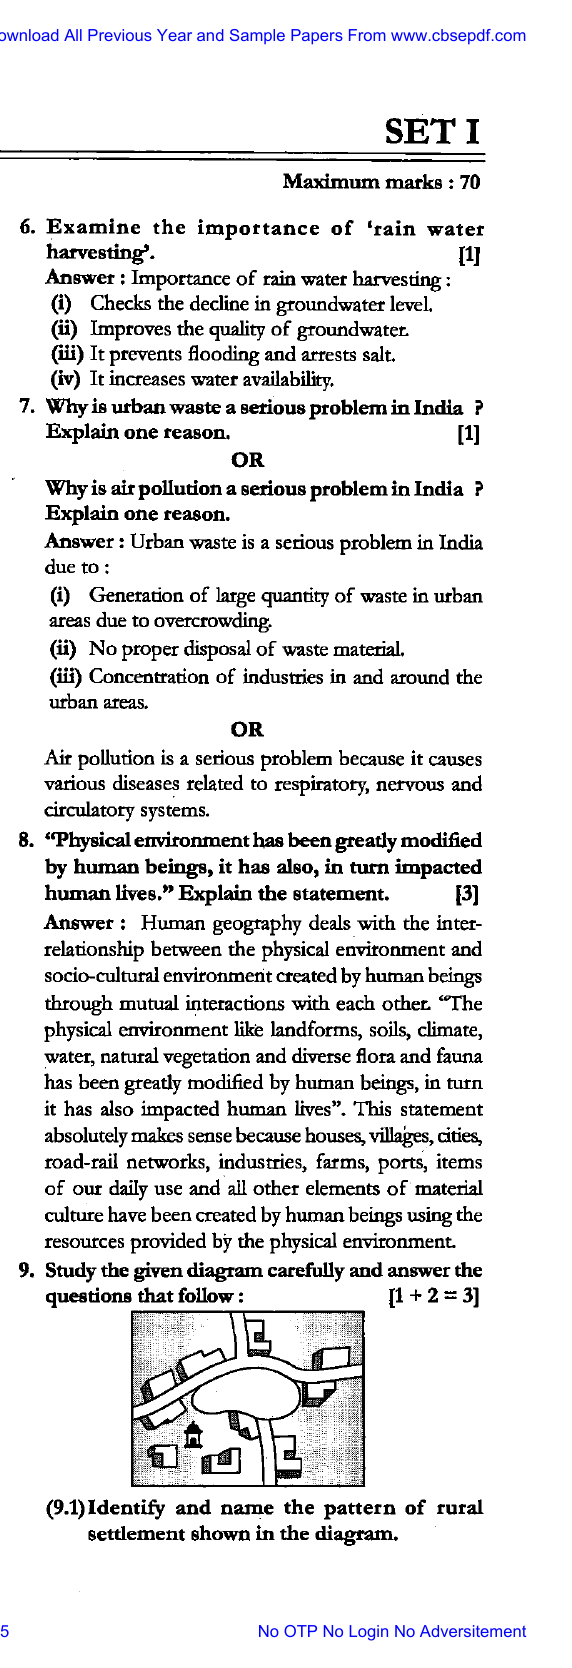 ownload All Previous Year and Sample Papers From www.cbsepdf.com
SET I
Maximum marks : 70
6. Examine the importance of ‘rain water
harvesting’. [1]
Answer : Importance of rain water harvesting :
(i) Checks the decline in groundwater level.
(ii) Improves the quality of groundwater.
(iii) It prevents flooding and arrests salt.
(iv) It increases water availability.
7. Why is urban waste a serious problem in India ?
Explain one reason. [1]
OR
Why is air pollution a serious problem in India ?
Explain one reason.
Answer : Urban waste is a serious problem in India
due to :
(i) Generation of large quantity of waste in urban
areas due to overcrowding.
(ii) No proper disposal of waste material.
(iii) Concentration of industries in and around the
urban areas.
OR
Air pollution is a serious problem because it causes
various diseases related to respiratory, nervous and
circulatory systems.
8. “Physical environment has been greatly modified
by human beings, it has also, in turn impacted
human lives.” Explain the statement. [3]
Answer : Human geography deals with the inter-
relationship between the physical environment and
socio-cultural environment created by human beings
through mutual interactions with each other. “The
physical environment like landforms, soils, climate,
water, natural vegetation and diverse flora and fauna
has been greatly modified by human beings, in turn
it has also impacted human lives”. This statement
absolutely makes sense because houses, villages, cities,
road-rail networks, industries, farms, ports, items
of our daily use and all other elements of material
culture have been created by human beings using the
resources provided by the physical environment.
9. Study the given diagram carefully and answer the
questions that follow : [1 + 2 = 3]
(9.1) Identify and name the pattern of rural
settlement shown in the diagram.
5 No OTP No Login No Adversitement